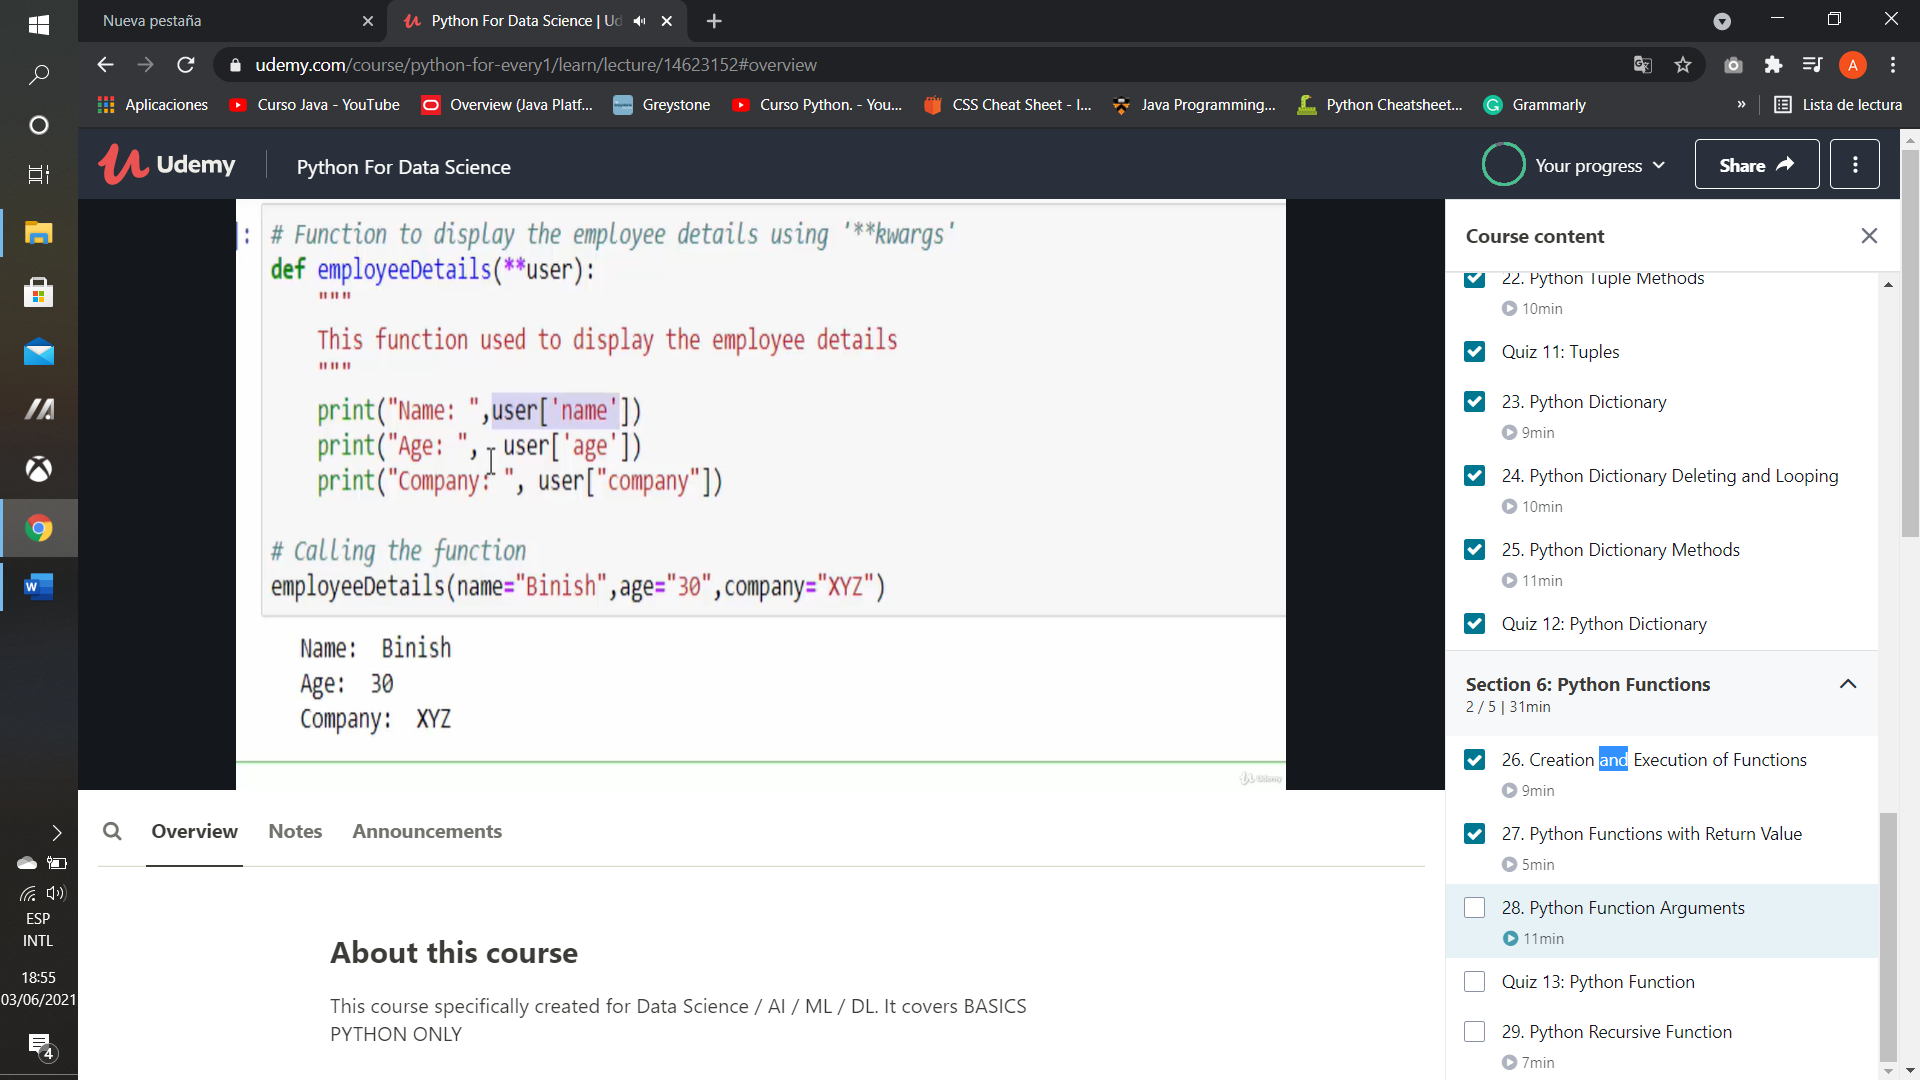 Nueva pestaña
Python For Data Science | Ud
udemy.com/course/python-for-every1/learn/lecture/14623152#overview
A
Aplicaciones
Curso Java - YouTube
Overview (Java Platf...
Greystone
Curso Python. - You...
CSS Cheat Sheet - I...
Java Programming...
Python Cheatsheet...
Grammarly
»
Lista de lectura
Udemy
Python For Data Science
Your progress
Share
]: # Function to display the employee details using '**kwargs'
def employeeDetails(**user):
"""
This function used to display the employee details
"""
print("Name: ",user['name'])
print("Age: ", user['age'])
print("Company: ", user["company"])
# Calling the function
employeeDetails(name="Binish",age="30",company="XYZ")
Name: Binish
Age: 30
Company: XYZ
Udemy
Course content
22. Python Tuple Methods
10min
Quiz 11: Tuples
23. Python Dictionary
9min
24. Python Dictionary Deleting and Looping
10min
25. Python Dictionary Methods
11min
Quiz 12: Python Dictionary
Section 6: Python Functions
2 / 5 | 31min
26. Creation and Execution of Functions
9min
27. Python Functions with Return Value
5min
28. Python Function Arguments
11min
Quiz 13: Python Function
29. Python Recursive Function
7min
Overview
Notes
Announcements
About this course
This course specifically created for Data Science / AI / ML / DL. It covers BASICS
PYTHON ONLY
ESP
INTL
18:55
03/06/2021
4